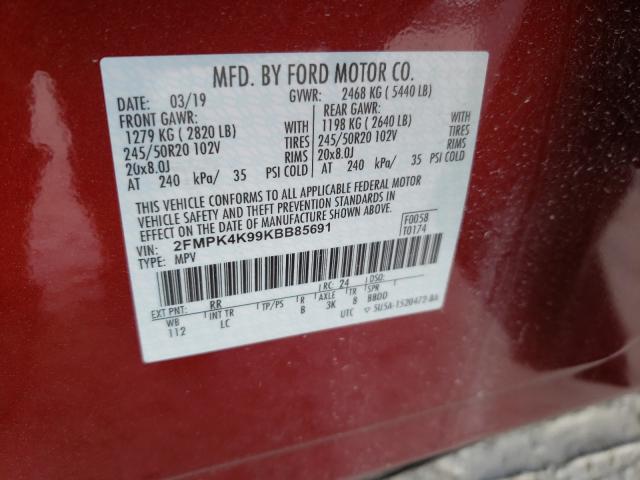 MFD. BY FORD MOTOR CO.
DATE: 03/19 GVWR: 2468 KG ( 5440 LB)
FRONT GAWR: REAR GAWR:
1279 KG ( 2820 LB) WITH 1198 KG ( 2640 LB) WITH
245/50R20 102V TIRES 245/50R20 102V TIRES
20x8.0J RIMS 20x8.0J RIMS
AT 240 kPa/ 35 PSI COLD AT 240 kPa/ 35 PSI COLD
THIS VEHICLE CONFORMS TO ALL APPLICABLE FEDERAL MOTOR
VEHICLE SAFETY AND THEFT PREVENTION STANDARDS IN
EFFECT ON THE DATE OF MANUFACTURE SHOWN ABOVE.
VIN: 2FMPK4K99KBB85691 F0058
TYPE: MPV T0174
EXT PNT: RR RC: 24 DSO:
WB INT TR TP/PS R AXLE TR SPR
112 LC B 3K 8 BBDD
UTC 5U5A-1520472-BA